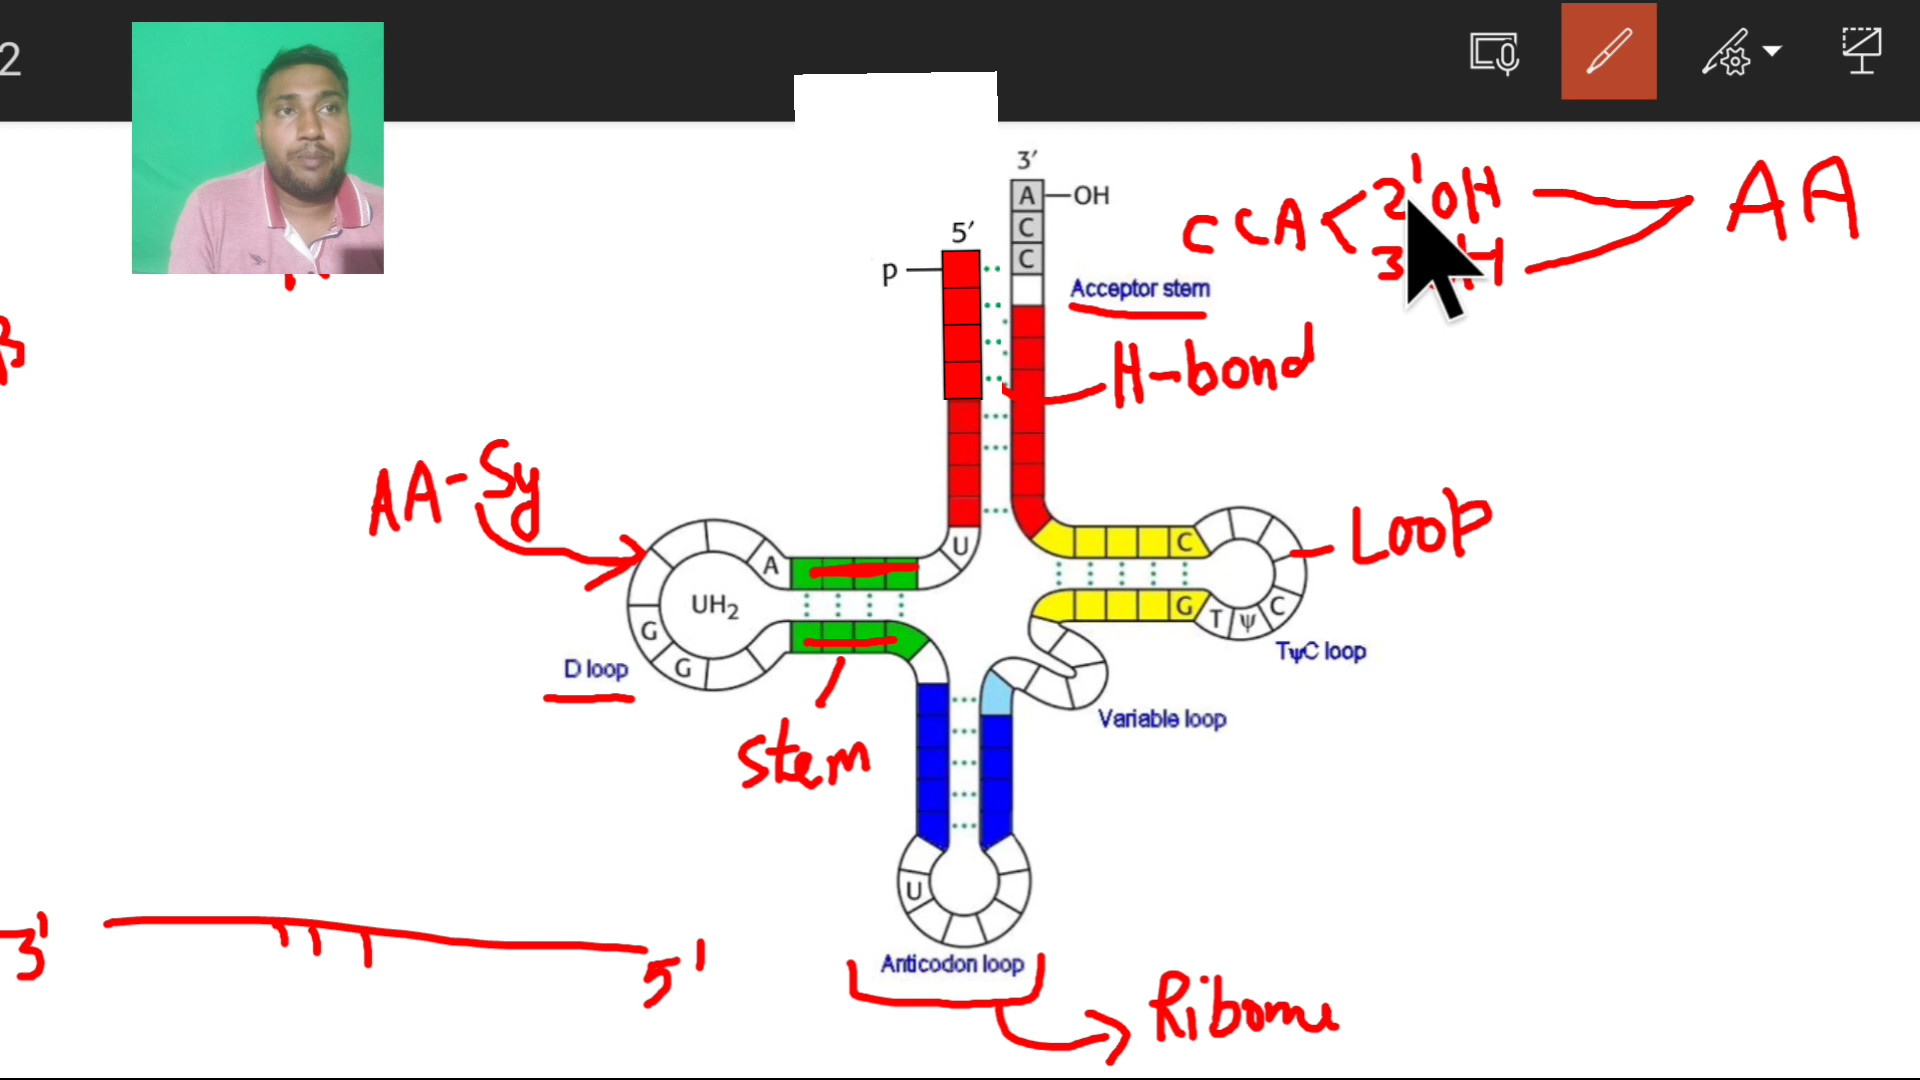 2
3′
A—OH
C
C
CCA < 2'OH
AA
5′
p
Acceptor stem
H-bond
AA-Sy
U
C
Loop
A
UH₂
G
G
D loop
G
T
Ψ
C
TψC loop
stem
Variable loop
U
3'
5'
Anticodon loop
Ribome